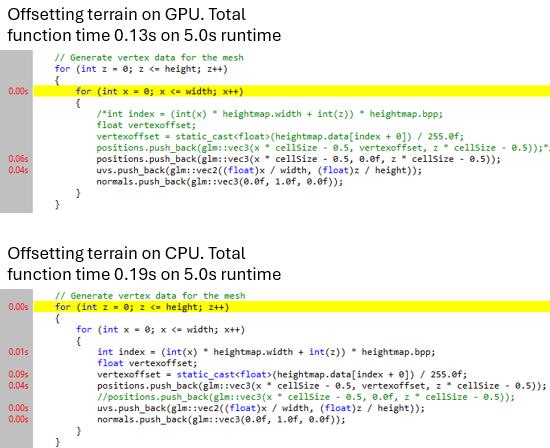 Offsetting terrain on GPU. Total
function time 0.13s on 5.0s runtime
// Generate vertex data for the mesh
for (int z = 0; z <= height; z++)
{
0.00s for (int x = 0; x <= width; x++)
{
/*int index = (int(x) * heightmap.width + int(z)) * heightmap.bpp;
float vertexoffset;
vertexoffset = static_cast<float>(heightmap.data[index + 0]) / 255.0f;
positions.push_back(glm::vec3(x * cellSize - 0.5, vertexoffset, z * cellSize - 0.5));*/
0.06s positions.push_back(glm::vec3(x * cellSize - 0.5, 0.0f, z * cellSize - 0.5));
0.04s uvs.push_back(glm::vec2((float)x / width, (float)z / height));
normals.push_back(glm::vec3(0.0f, 1.0f, 0.0f));
}
}
Offsetting terrain on CPU. Total
function time 0.19s on 5.0s runtime
// Generate vertex data for the mesh
0.00s for (int z = 0; z <= height; z++)
{
for (int x = 0; x <= width; x++)
{
0.01s int index = (int(x) * heightmap.width + int(z)) * heightmap.bpp;
float vertexoffset;
0.09s vertexoffset = static_cast<float>(heightmap.data[index + 0]) / 255.0f;
0.04s positions.push_back(glm::vec3(x * cellSize - 0.5, vertexoffset, z * cellSize - 0.5));
//positions.push_back(glm::vec3(x * cellSize - 0.5, 0.0f, z * cellSize - 0.5));
0.00s uvs.push_back(glm::vec2((float)x / width, (float)z / height));
0.00s normals.push_back(glm::vec3(0.0f, 1.0f, 0.0f));
}
}